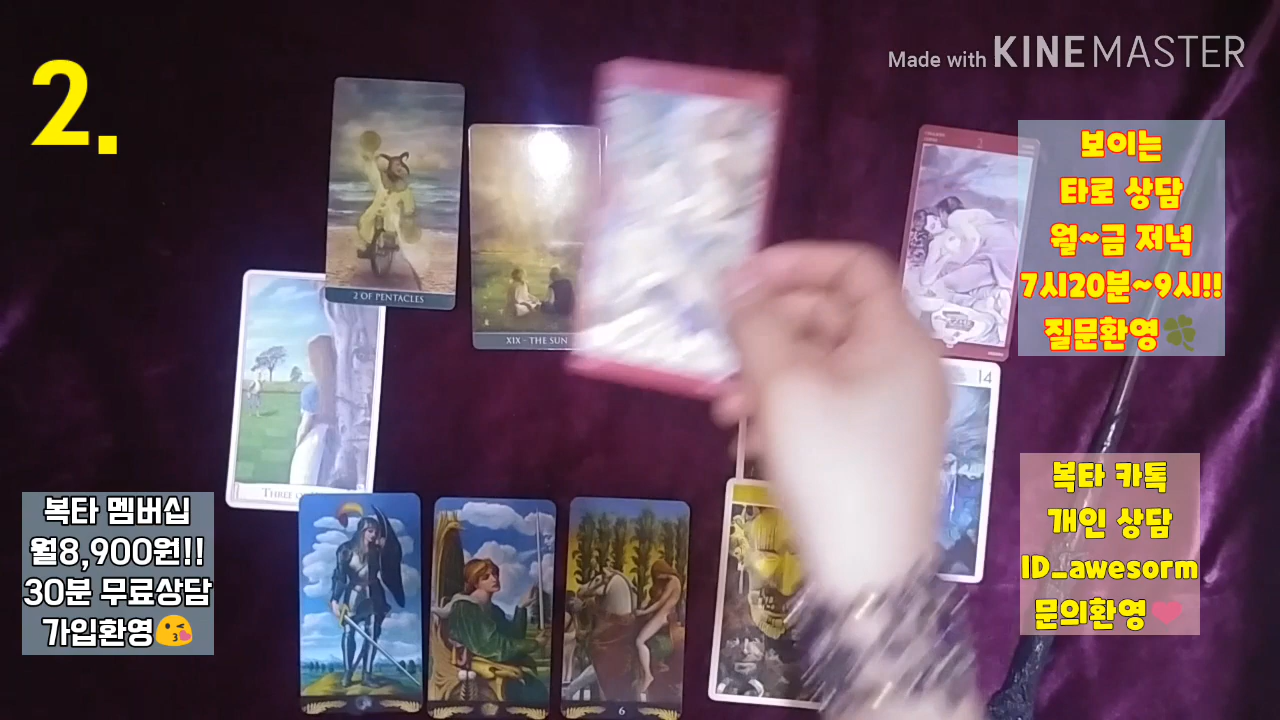 2.
Made with KINEMASTER
보이는
타로 상담
월~금 저녁
7시20분~9시!!
질문환영🍀
2 OF PENTACLES
XIX - THE SUN
2
14
THREE
복타 멤버십
월8,900원!!
30분 무료상담
가입환영😘
복타 카톡
개인 상담
ID_awesorm
문의환영❤
6